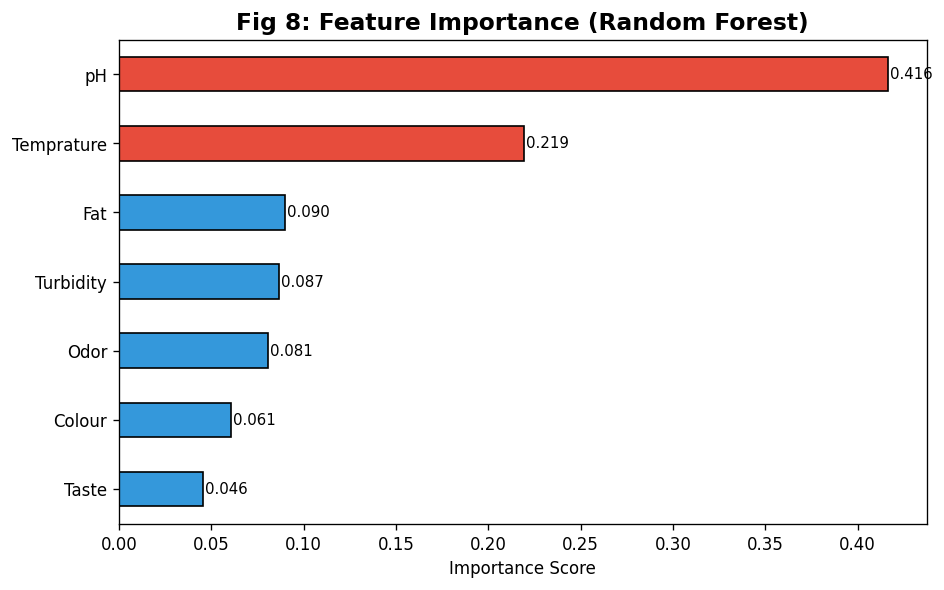 Fig 8: Feature Importance (Random Forest)
pH 0.416
Temprature 0.219
Fat 0.090
Turbidity 0.087
Odor 0.081
Colour 0.061
Taste 0.046
0.00 0.05 0.10 0.15 0.20 0.25 0.30 0.35 0.40
Importance Score